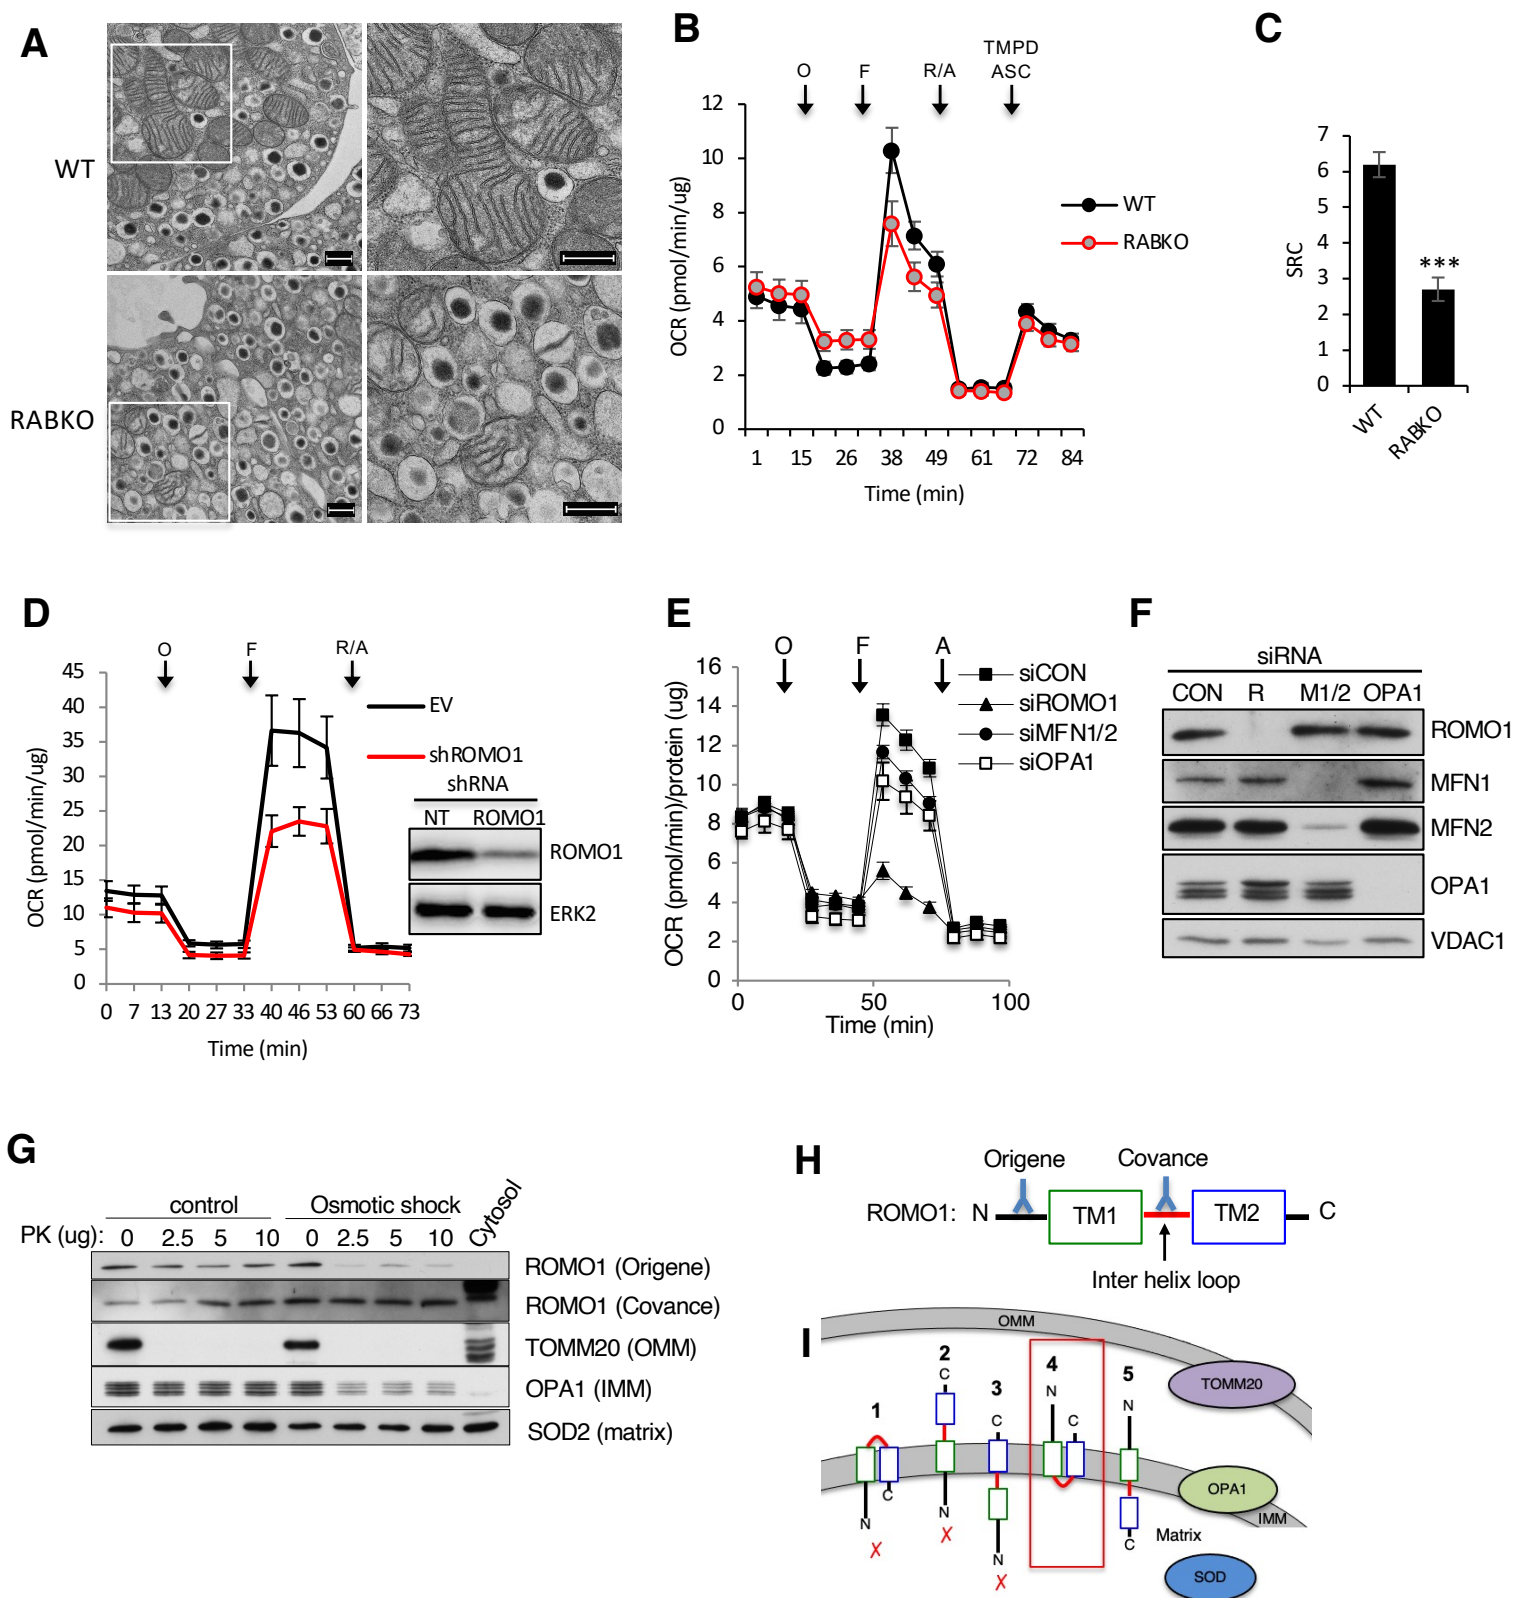 A
WT
RABKO
B
O
F
R/A
TMPD
ASC
OCR (pmol/min/ug)
12
10
8
6
4
2
0
1 15 26 38 49 61 72 84
Time (min)
WT
RABKO
C
SRC
7
6
5
4
3
2
1
0
***
WT
RABKO
D
O
F
R/A
OCR (pmol/min/ug)
45
40
35
30
25
20
15
10
5
0
0 7 13 20 27 33 40 46 53 60 66 73
Time (min)
EV
shROMO1
shRNA
NT ROMO1
ROMO1
ERK2
E
O
F
A
OCR (pmol/min)/protein (ug)
16
14
12
10
8
6
4
2
0
0 50 100
Time (min)
siCON
siROMO1
siMFN1/2
siOPA1
F
siRNA
CON R M1/2 OPA1
ROMO1
MFN1
MFN2
OPA1
VDAC1
G
control Osmotic shock Cytosol
PK (ug): 0 2.5 5 10 0 2.5 5 10
ROMO1 (Origene)
ROMO1 (Covance)
TOMM20 (OMM)
OPA1 (IMM)
SOD2 (matrix)
H
Origene Covance
ROMO1: N TM1 TM2 C
Inter helix loop
I
OMM
TOMM20
1
N
C
X
2
C
N
X
3
C
N
X
4
N
C
5
N
C
OPA1
IMM
Matrix
SOD